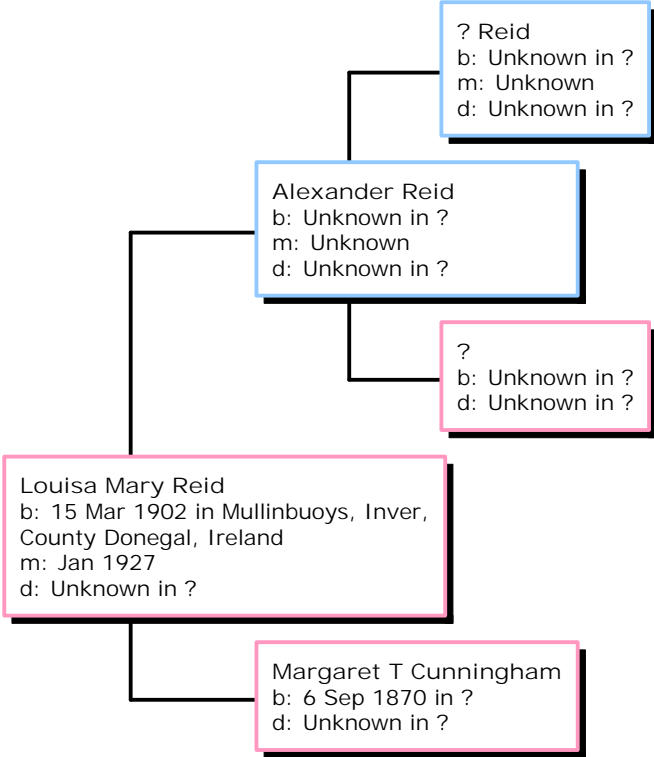 ? Reid
b: Unknown in ?
m: Unknown
d: Unknown in ?
Alexander Reid
b: Unknown in ?
m: Unknown
d: Unknown in ?
?
b: Unknown in ?
d: Unknown in ?
Louisa Mary Reid
b: 15 Mar 1902 in Mullinbuoys, Inver,
County Donegal, Ireland
m: Jan 1927
d: Unknown in ?
Margaret T Cunningham
b: 6 Sep 1870 in ?
d: Unknown in ?